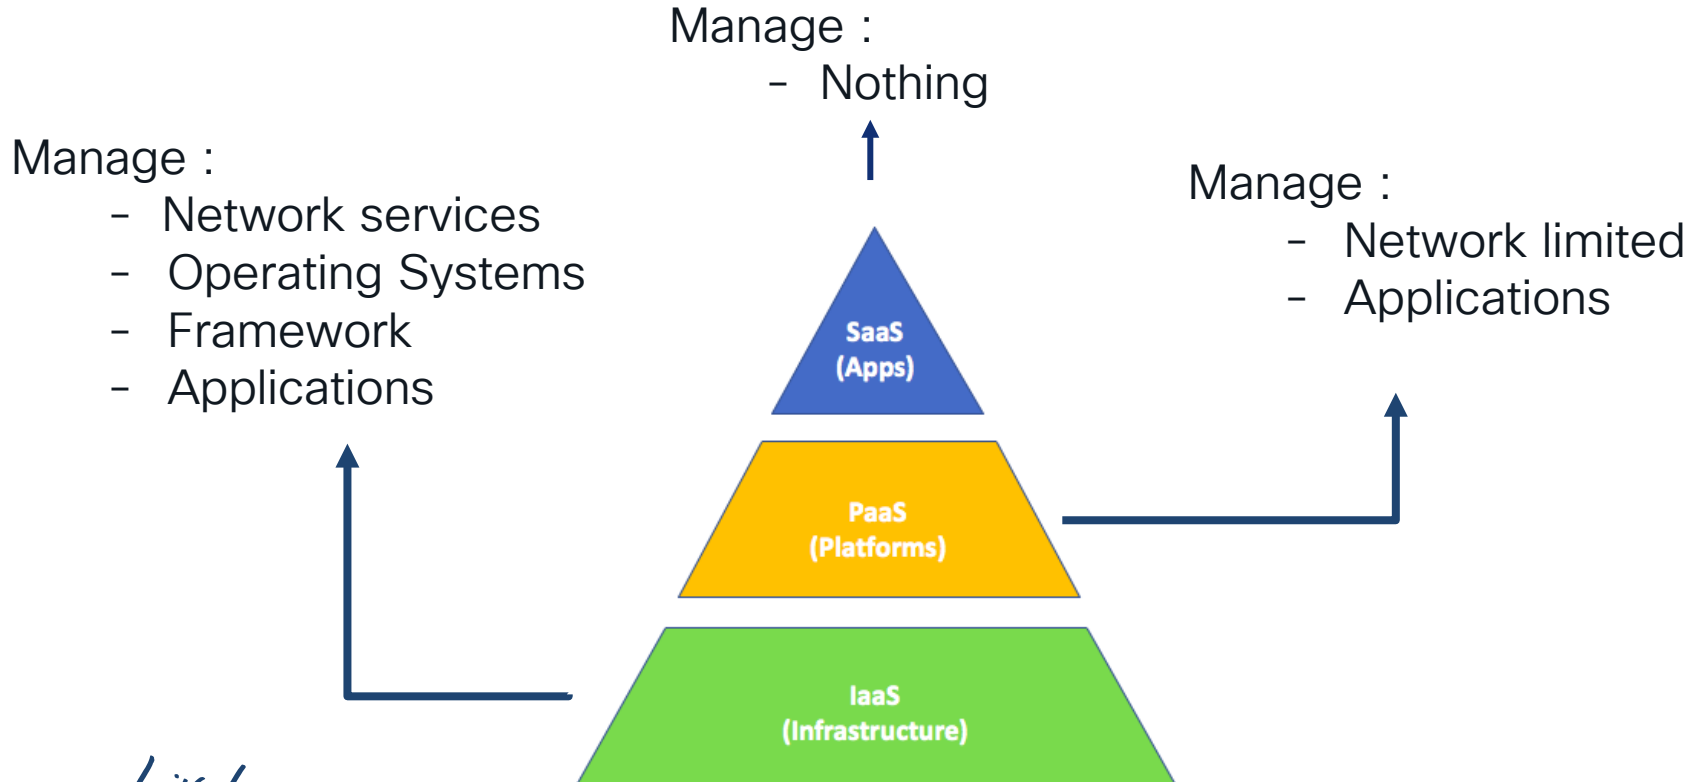 Manage :
- Nothing
Manage :
- Network services
- Operating Systems
- Framework
- Applications
Manage :
- Network limited
- Applications
SaaS
(Apps)
PaaS
(Platforms)
IaaS
(Infrastructure)